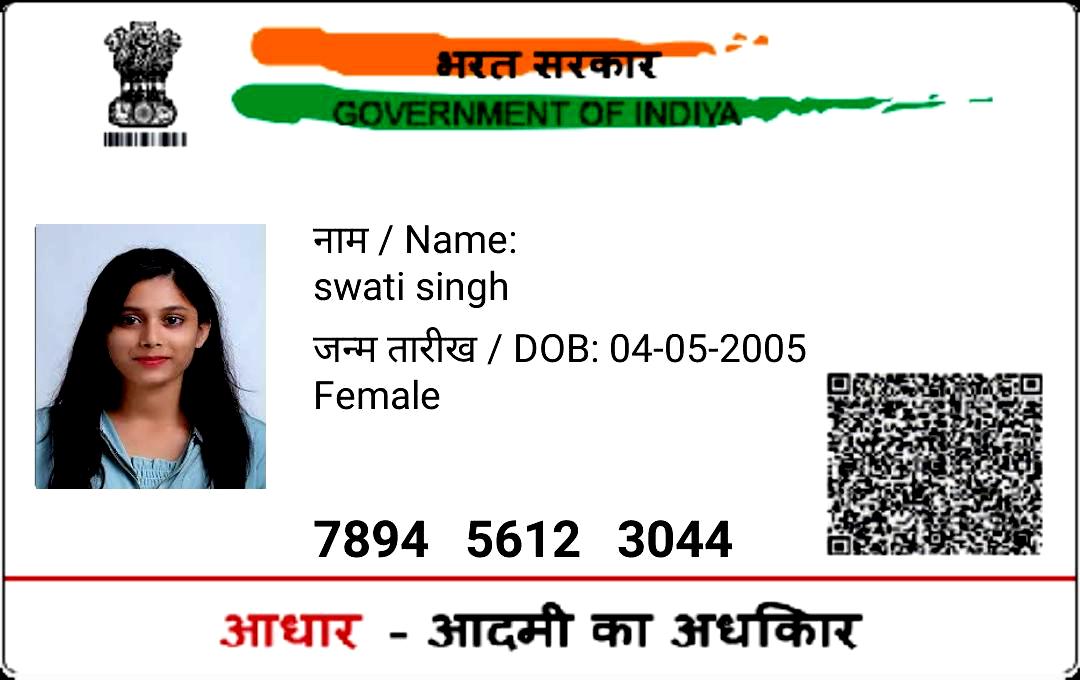 भरत सरकार
GOVERNMENT OF INDIYA
नाम / Name:
swati singh
जन्म तारीख / DOB: 04-05-2005
Female
7894 5612 3044
आधार - आदमी का अधकिार